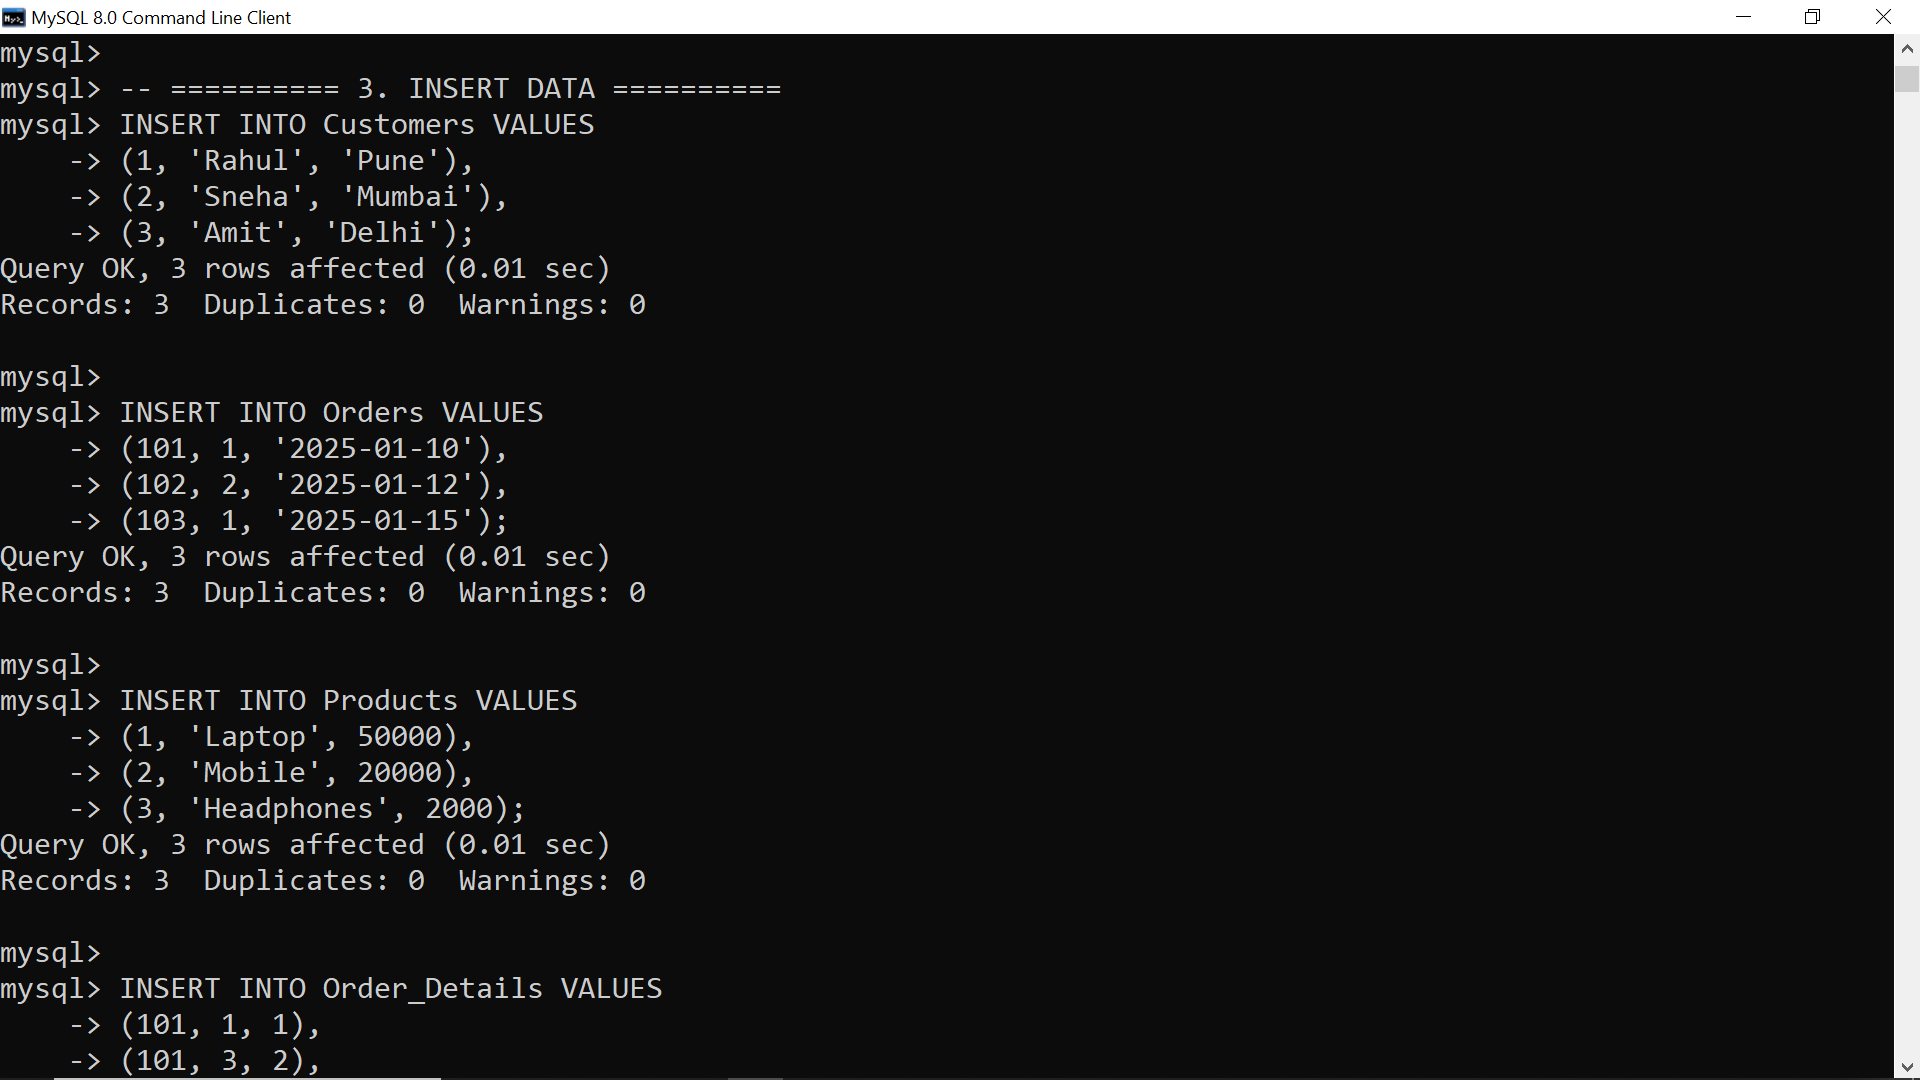 MySQL 8.0 Command Line Client
mysql>
mysql> -- ========== 3. INSERT DATA ==========
mysql> INSERT INTO Customers VALUES
    -> (1, 'Rahul', 'Pune'),
    -> (2, 'Sneha', 'Mumbai'),
    -> (3, 'Amit', 'Delhi');
Query OK, 3 rows affected (0.01 sec)
Records: 3  Duplicates: 0  Warnings: 0

mysql>
mysql> INSERT INTO Orders VALUES
    -> (101, 1, '2025-01-10'),
    -> (102, 2, '2025-01-12'),
    -> (103, 1, '2025-01-15');
Query OK, 3 rows affected (0.01 sec)
Records: 3  Duplicates: 0  Warnings: 0

mysql>
mysql> INSERT INTO Products VALUES
    -> (1, 'Laptop', 50000),
    -> (2, 'Mobile', 20000),
    -> (3, 'Headphones', 2000);
Query OK, 3 rows affected (0.01 sec)
Records: 3  Duplicates: 0  Warnings: 0

mysql>
mysql> INSERT INTO Order_Details VALUES
    -> (101, 1, 1),
    -> (101, 3, 2),